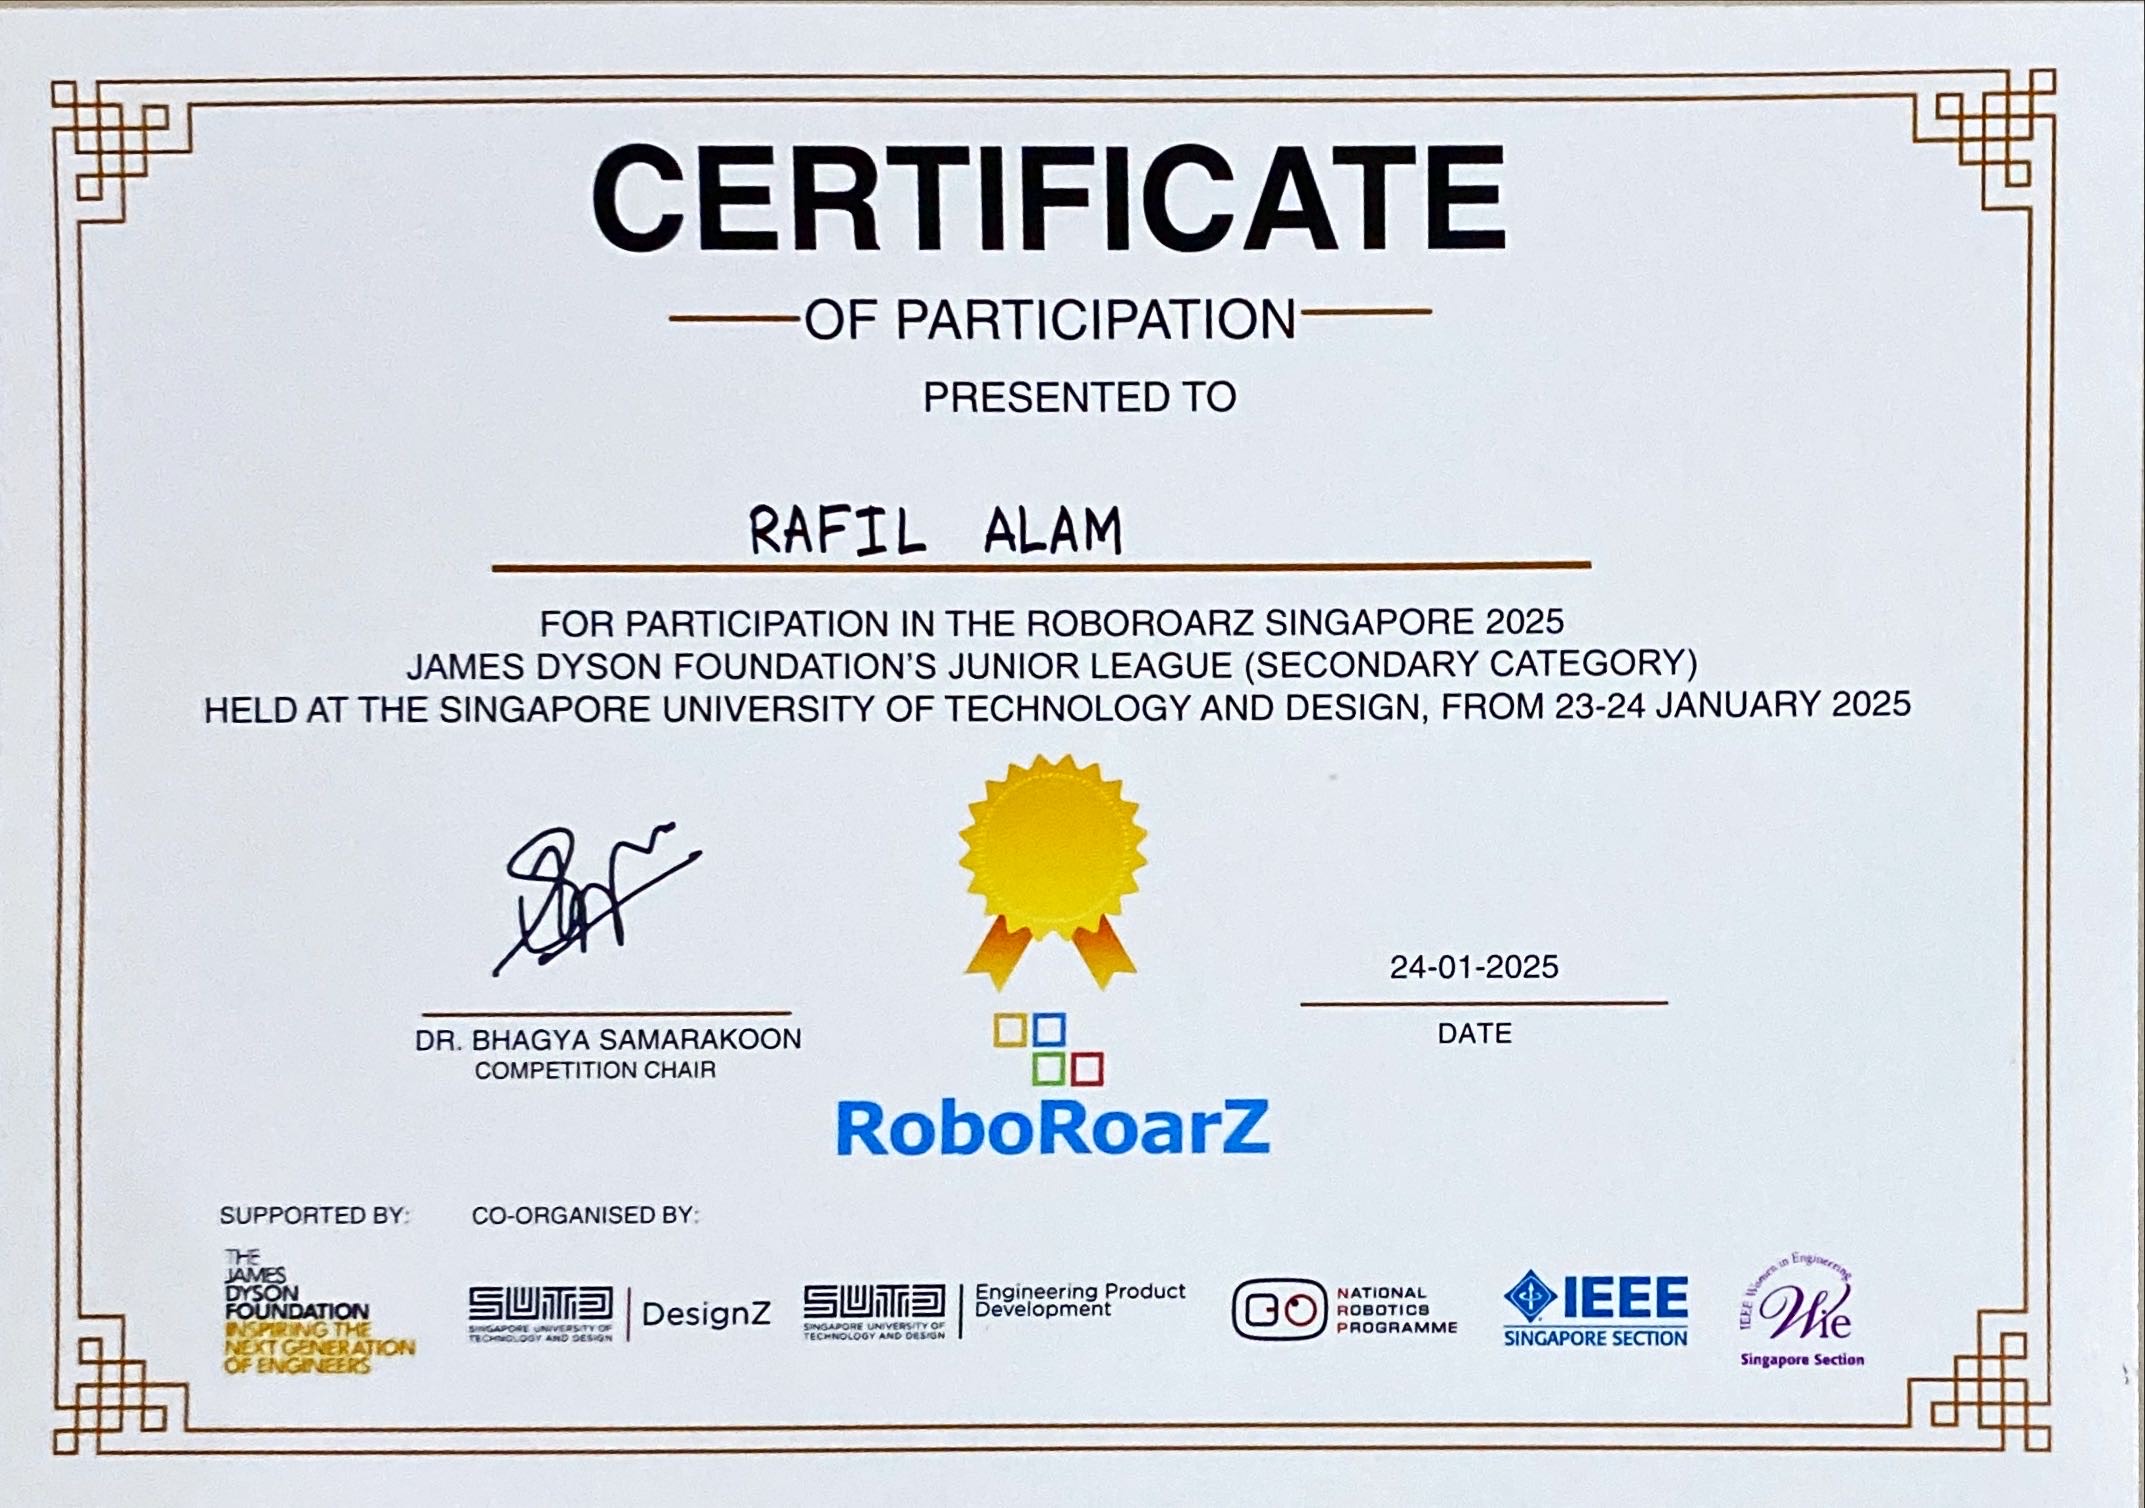 CERTIFICATE
OF PARTICIPATION
PRESENTED TO
RAFIL ALAM
FOR PARTICIPATION IN THE ROBOROARZ SINGAPORE 2025
JAMES DYSON FOUNDATION'S JUNIOR LEAGUE (SECONDARY CATEGORY)
HELD AT THE SINGAPORE UNIVERSITY OF TECHNOLOGY AND DESIGN, FROM 23-24 JANUARY 2025
24-01-2025
DATE
DR. BHAGYA SAMARAKOON
COMPETITION CHAIR
RoboRoarZ
SUPPORTED BY:
CO-ORGANISED BY:
THE
JAMES
DYSON
FOUNDATION
INSPIRING THE
NEXT GENERATION
OF ENGINEERS
SUTD
SINGAPORE UNIVERSITY OF
TECHNOLOGY AND DESIGN
DesignZ
SUTD
SINGAPORE UNIVERSITY OF
TECHNOLOGY AND DESIGN
Engineering Product
Development
NATIONAL
ROBOTICS
PROGRAMME
IEEE
SINGAPORE SECTION
IEEE Women in Engineering
Wie
Singapore Section